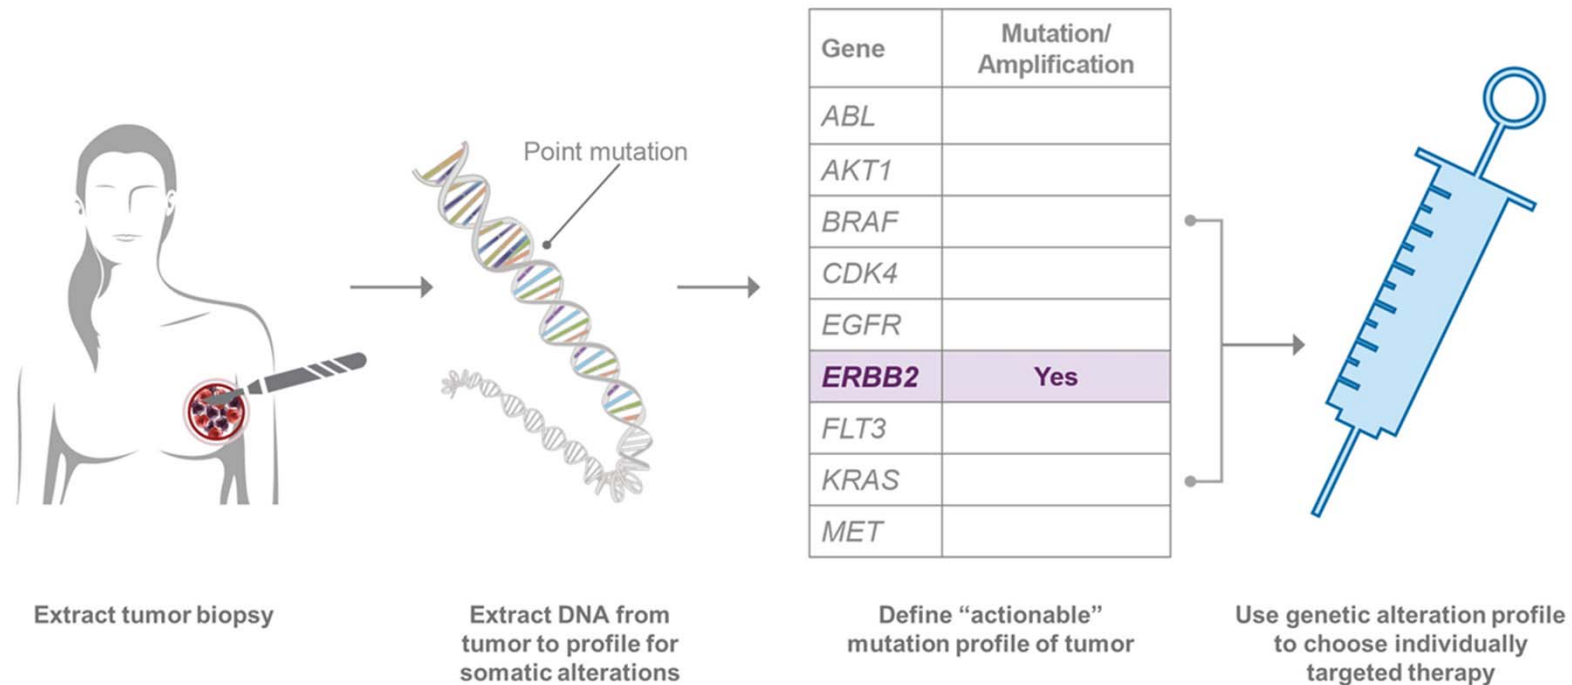 Point mutation
Gene
Mutation/
Amplification
ABL
AKT1
BRAF
CDK4
EGFR
ERBB2 Yes
FLT3
KRAS
MET
Extract tumor biopsy
Extract DNA from
tumor to profile for
somatic alterations
Define “actionable”
mutation profile of tumor
Use genetic alteration profile
to choose individually
targeted therapy